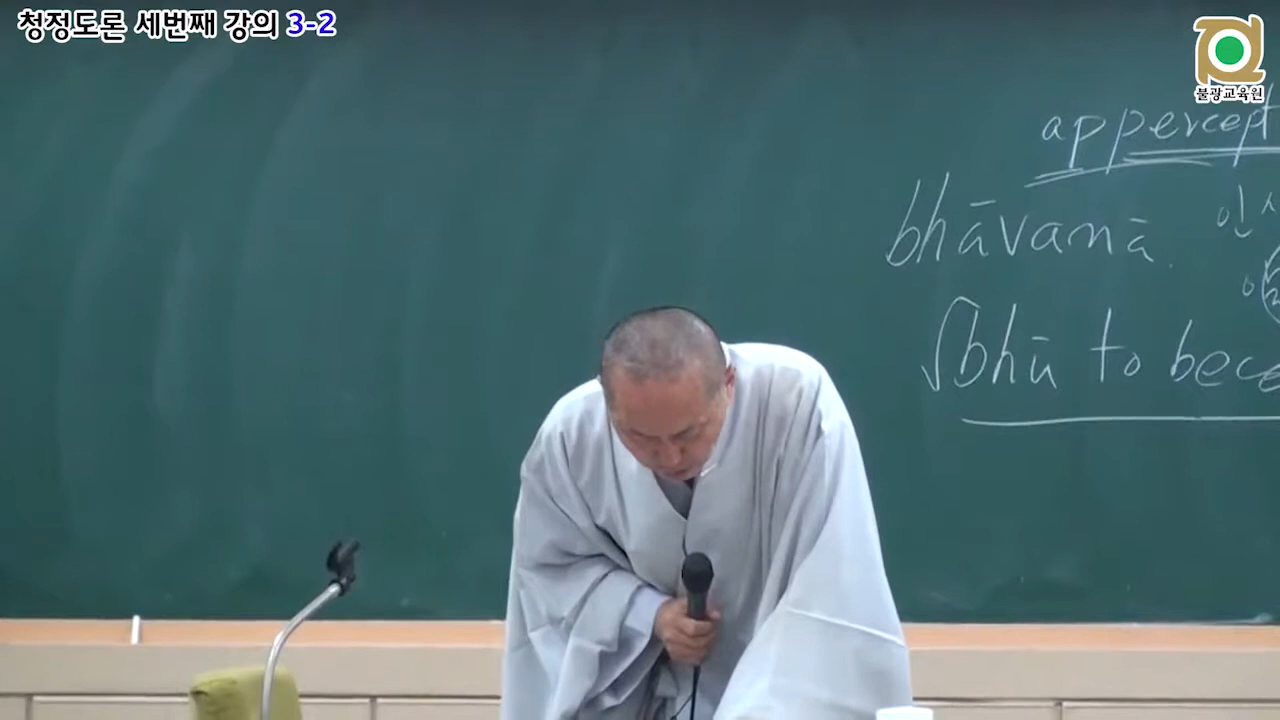 청정도론 세번째 강의 3-2
불광교육원
appercept
bhāvanā.
인
√bhū to bec